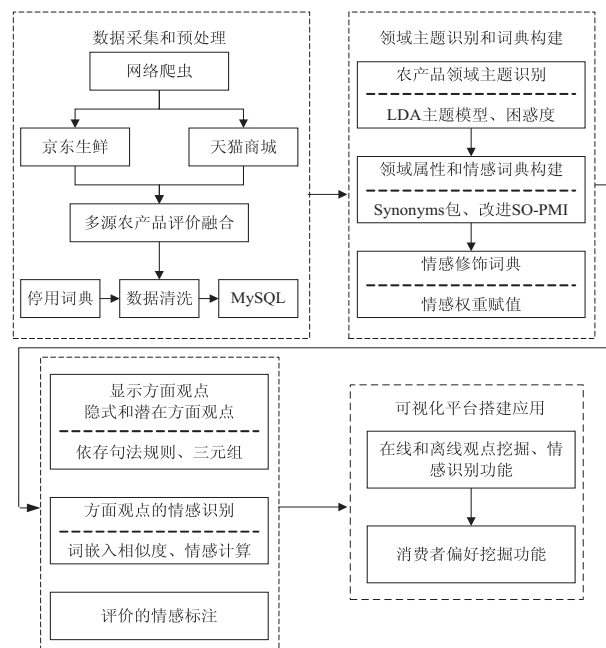 数据采集和预处理
网络爬虫
京东生鲜
天猫商城
多源农产品评价融合
停用词典
数据清洗
MySQL
领域主题识别和词典构建
农产品领域主题识别
LDA主题模型、困惑度
领域属性和情感词典构建
Synonyms包、改进SO-PMI
情感修饰词典
情感权重赋值
显示方面观点
隐式和潜在方面观点
依存句法规则、三元组
方面观点的情感识别
词嵌入相似度、情感计算
评价的情感标注
可视化平台搭建应用
在线和离线观点挖掘、情
感识别功能
消费者偏好挖掘功能